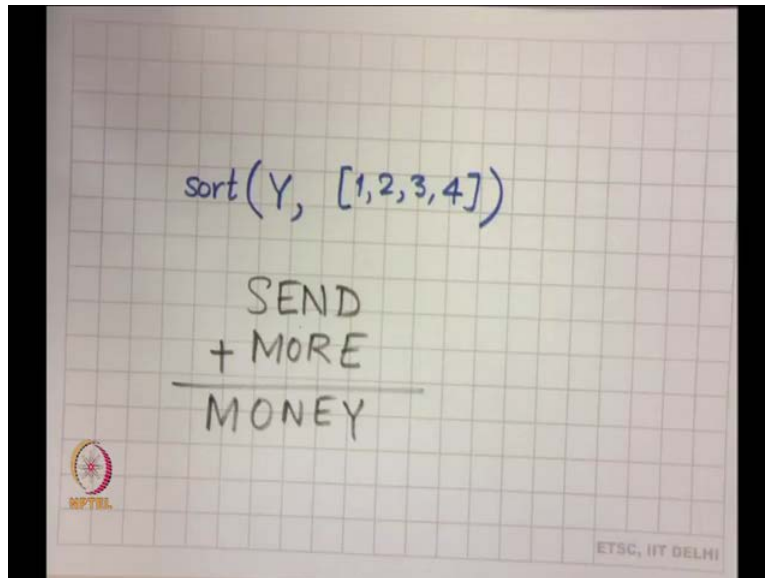 sort(Y, [1,2,3,4])
SEND
+ MORE
MONEY
NPTEL
ETSC, IIT DELHI